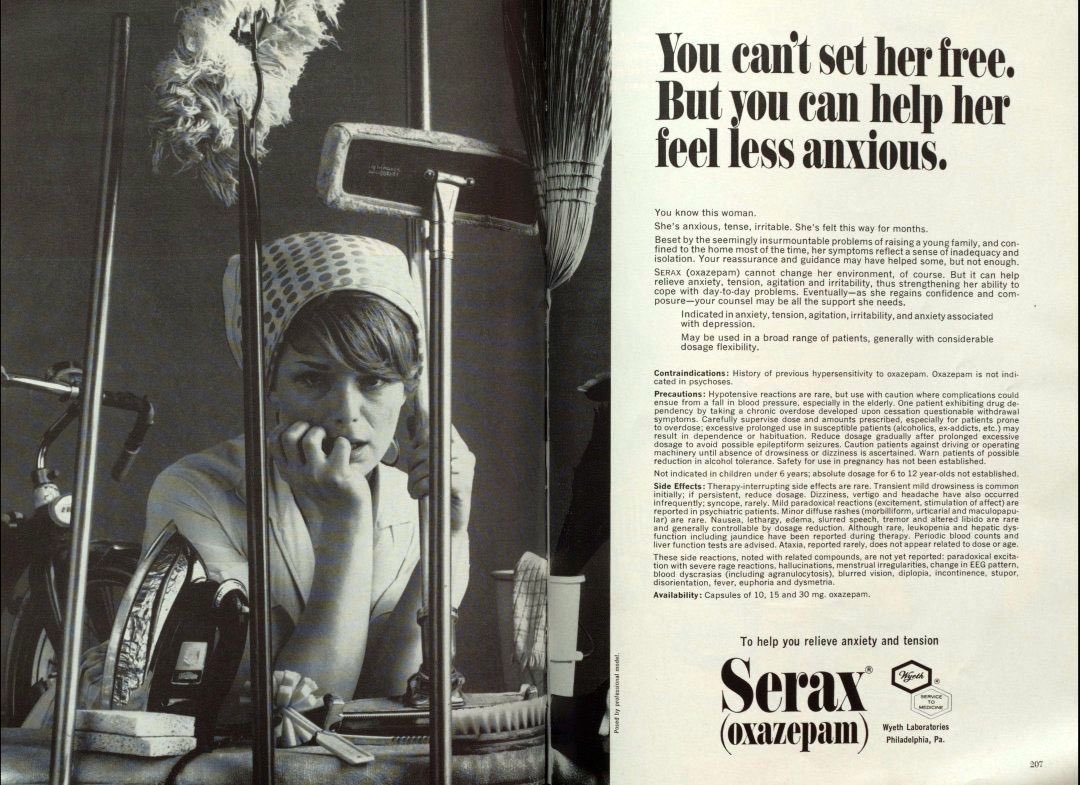 You can't set her free.
But you can help her
feel less anxious.
You know this woman.
She's anxious, tense, irritable. She's felt this way for months.
Beset by the seemingly insurmountable problems of raising a young family, and con-
fined to the home most of the time, her symptoms reflect a sense of inadequacy and
isolation. Your reassurance and guidance may have helped some, but not enough.
SERAX (oxazepam) cannot change her environment, of course. But it can help
relieve anxiety, tension, agitation and irritability, thus strengthening her ability to
cope with day-to-day problems. Eventually—as she regains confidence and com-
posure—your counsel may be all the support she needs.
Indicated in anxiety, tension, agitation, irritability, and anxiety associated
with depression.
May be used in a broad range of patients, generally with considerable
dosage flexibility.
Contraindications: History of previous hypersensitivity to oxazepam. Oxazepam is not indi-
cated in psychoses.
Precautions: Hypotensive reactions are rare, but use with caution where complications could
ensue from a fall in blood pressure, especially in the elderly. One patient exhibiting drug de-
pendency by taking a chronic overdose developed upon cessation questionable withdrawal
symptoms. Carefully supervise dose and amounts prescribed, especially for patients prone
to overdose; excessive prolonged use in susceptible patients (alcoholics, ex-addicts, etc.) may
result in dependence or habituation. Reduce dosage gradually after prolonged excessive
dosage to avoid possible epileptiform seizures. Caution patients against driving or operating
machinery until absence of drowsiness or dizziness is ascertained. Warn patients of possible
reduction in alcohol tolerance. Safety for use in pregnancy has not been established.
Not indicated in children under 6 years; absolute dosage for 6 to 12 year-olds not established.
Side Effects: Therapy-interrupting side effects are rare. Transient mild drowsiness is common
initially; if persistent, reduce dosage. Dizziness, vertigo and headache have also occurred
infrequently; syncope, rarely. Mild paradoxical reactions (excitement, stimulation of affect) are
reported in psychiatric patients. Minor diffuse rashes (morbilliform, urticarial and maculopapu-
lar) are rare. Nausea, lethargy, edema, slurred speech, tremor and altered libido are rare
and generally controllable by dosage reduction. Although rare, leukopenia and hepatic dys-
function including jaundice have been reported during therapy. Periodic blood counts and
liver function tests are advised. Ataxia, reported rarely, does not appear related to dose or age.
These side reactions, noted with related compounds, are not yet reported: paradoxical excita-
tion with severe rage reactions, hallucinations, menstrual irregularities, change in EEG pattern,
blood dyscrasias (including agranulocytosis), blurred vision, diplopia, incontinence, stupor,
disorientation, fever, euphoria and dysmetria.
Availability: Capsules of 10, 15 and 30 mg. oxazepam.
Posed by professional model.
To help you relieve anxiety and tension
Serax®
(oxazepam)
Wyeth ®
SERVICE
TO
MEDICINE
Wyeth Laboratories
Philadelphia, Pa.
207